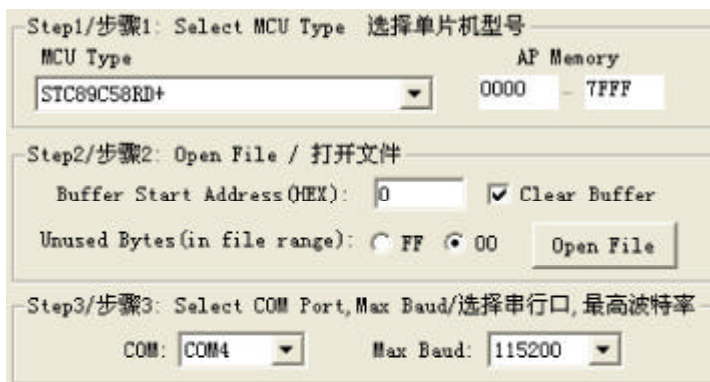 Step1/步骤1: Select MCU Type 选择单片机型号
MCU Type AP Memory
STC89C58RD+ 0000 - 7FFF
Step2/步骤2: Open File / 打开文件
Buffer Start Address(HEX): 0 Clear Buffer
Unused Bytes(in file range): FF 00 Open File
Step3/步骤3: Select COM Port,Max Baud/选择串行口,最高波特率
COM: COM4 Max Baud: 115200